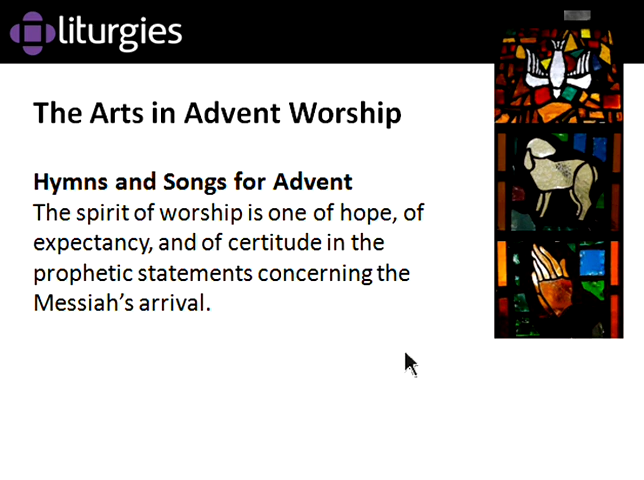 liturgies
The Arts in Advent Worship
Hymns and Songs for Advent
The spirit of worship is one of hope, of
expectancy, and of certitude in the
prophetic statements concerning the
Messiah’s arrival.